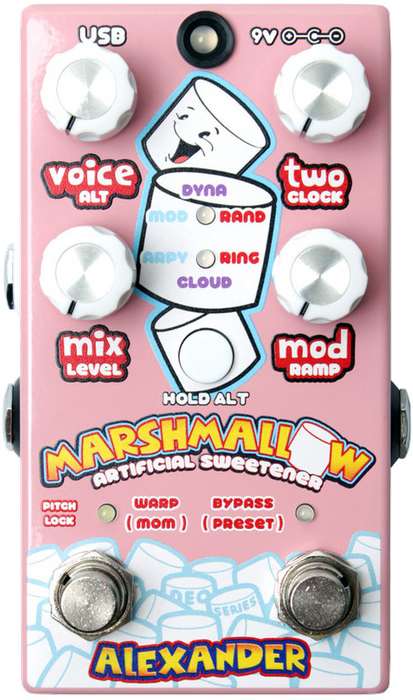 USB
9V
voice
ALT
two
CLOCK
DYNA
MOD RAND
ARPY RING
CLOUD
mix
LEVEL
mod
RAMP
HOLD ALT
MARSHMALLOW
ARTIFICIAL SWEETENER
PITCH
LOCK
WARP
(MOM)
BYPASS
(PRESET)
NEO
SERIES
ALEXANDER